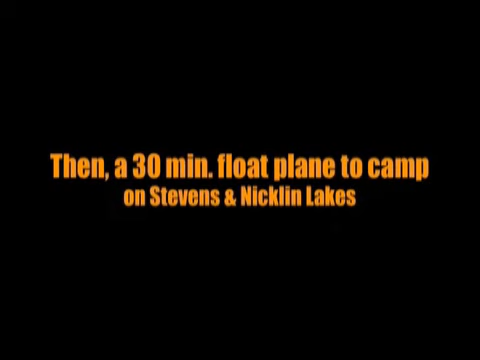 Then, a 30 min. float plane to camp
on Stevens & Nicklin Lakes